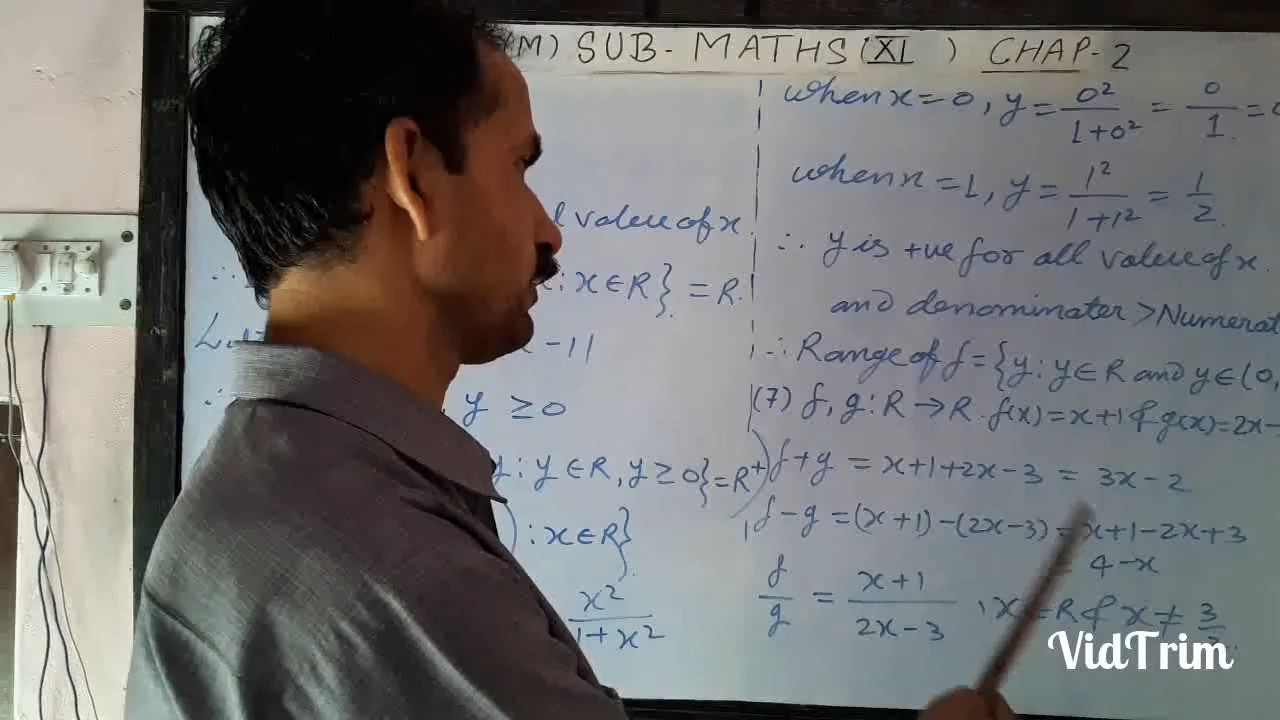 (M) SUB- MATHS (XI) CHAP-2
value of x
: x ∈ R} = R.
-1|
y ≥ 0
y: y ∈ R, y ≥ 0} = R⁺)
) : x ∈ R}
x²/(1+x²)
when x = 0, y = 0²/(1+0²) = 0/1 =
when x = 1, y = 1²/(1+1²) = 1/2
∴ y is +ve for all value of x
and denominater > Numerat
∴ Range of f = {y : y ∈ R and y ∈ (0,
(7) f, g : R → R. f(x) = x+1 & g(x) = 2x-
f+g = x+1+2x-3 = 3x-2
f-g = (x+1)-(2x-3) = x+1-2x+3
4-x
f/g = (x+1)/(2x-3), x R & x ≠ 3/
VidTrim